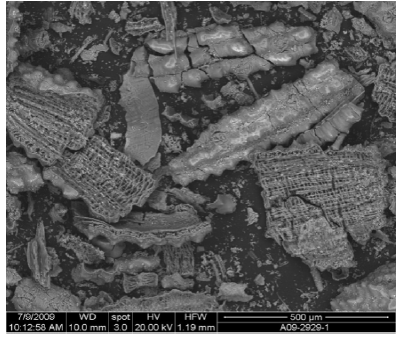 7/9/2009 WD spot HV HFW 500 µm
10:12:58 AM 10.0 mm 3.0 20.00 kV 1.19 mm A09-2929-1